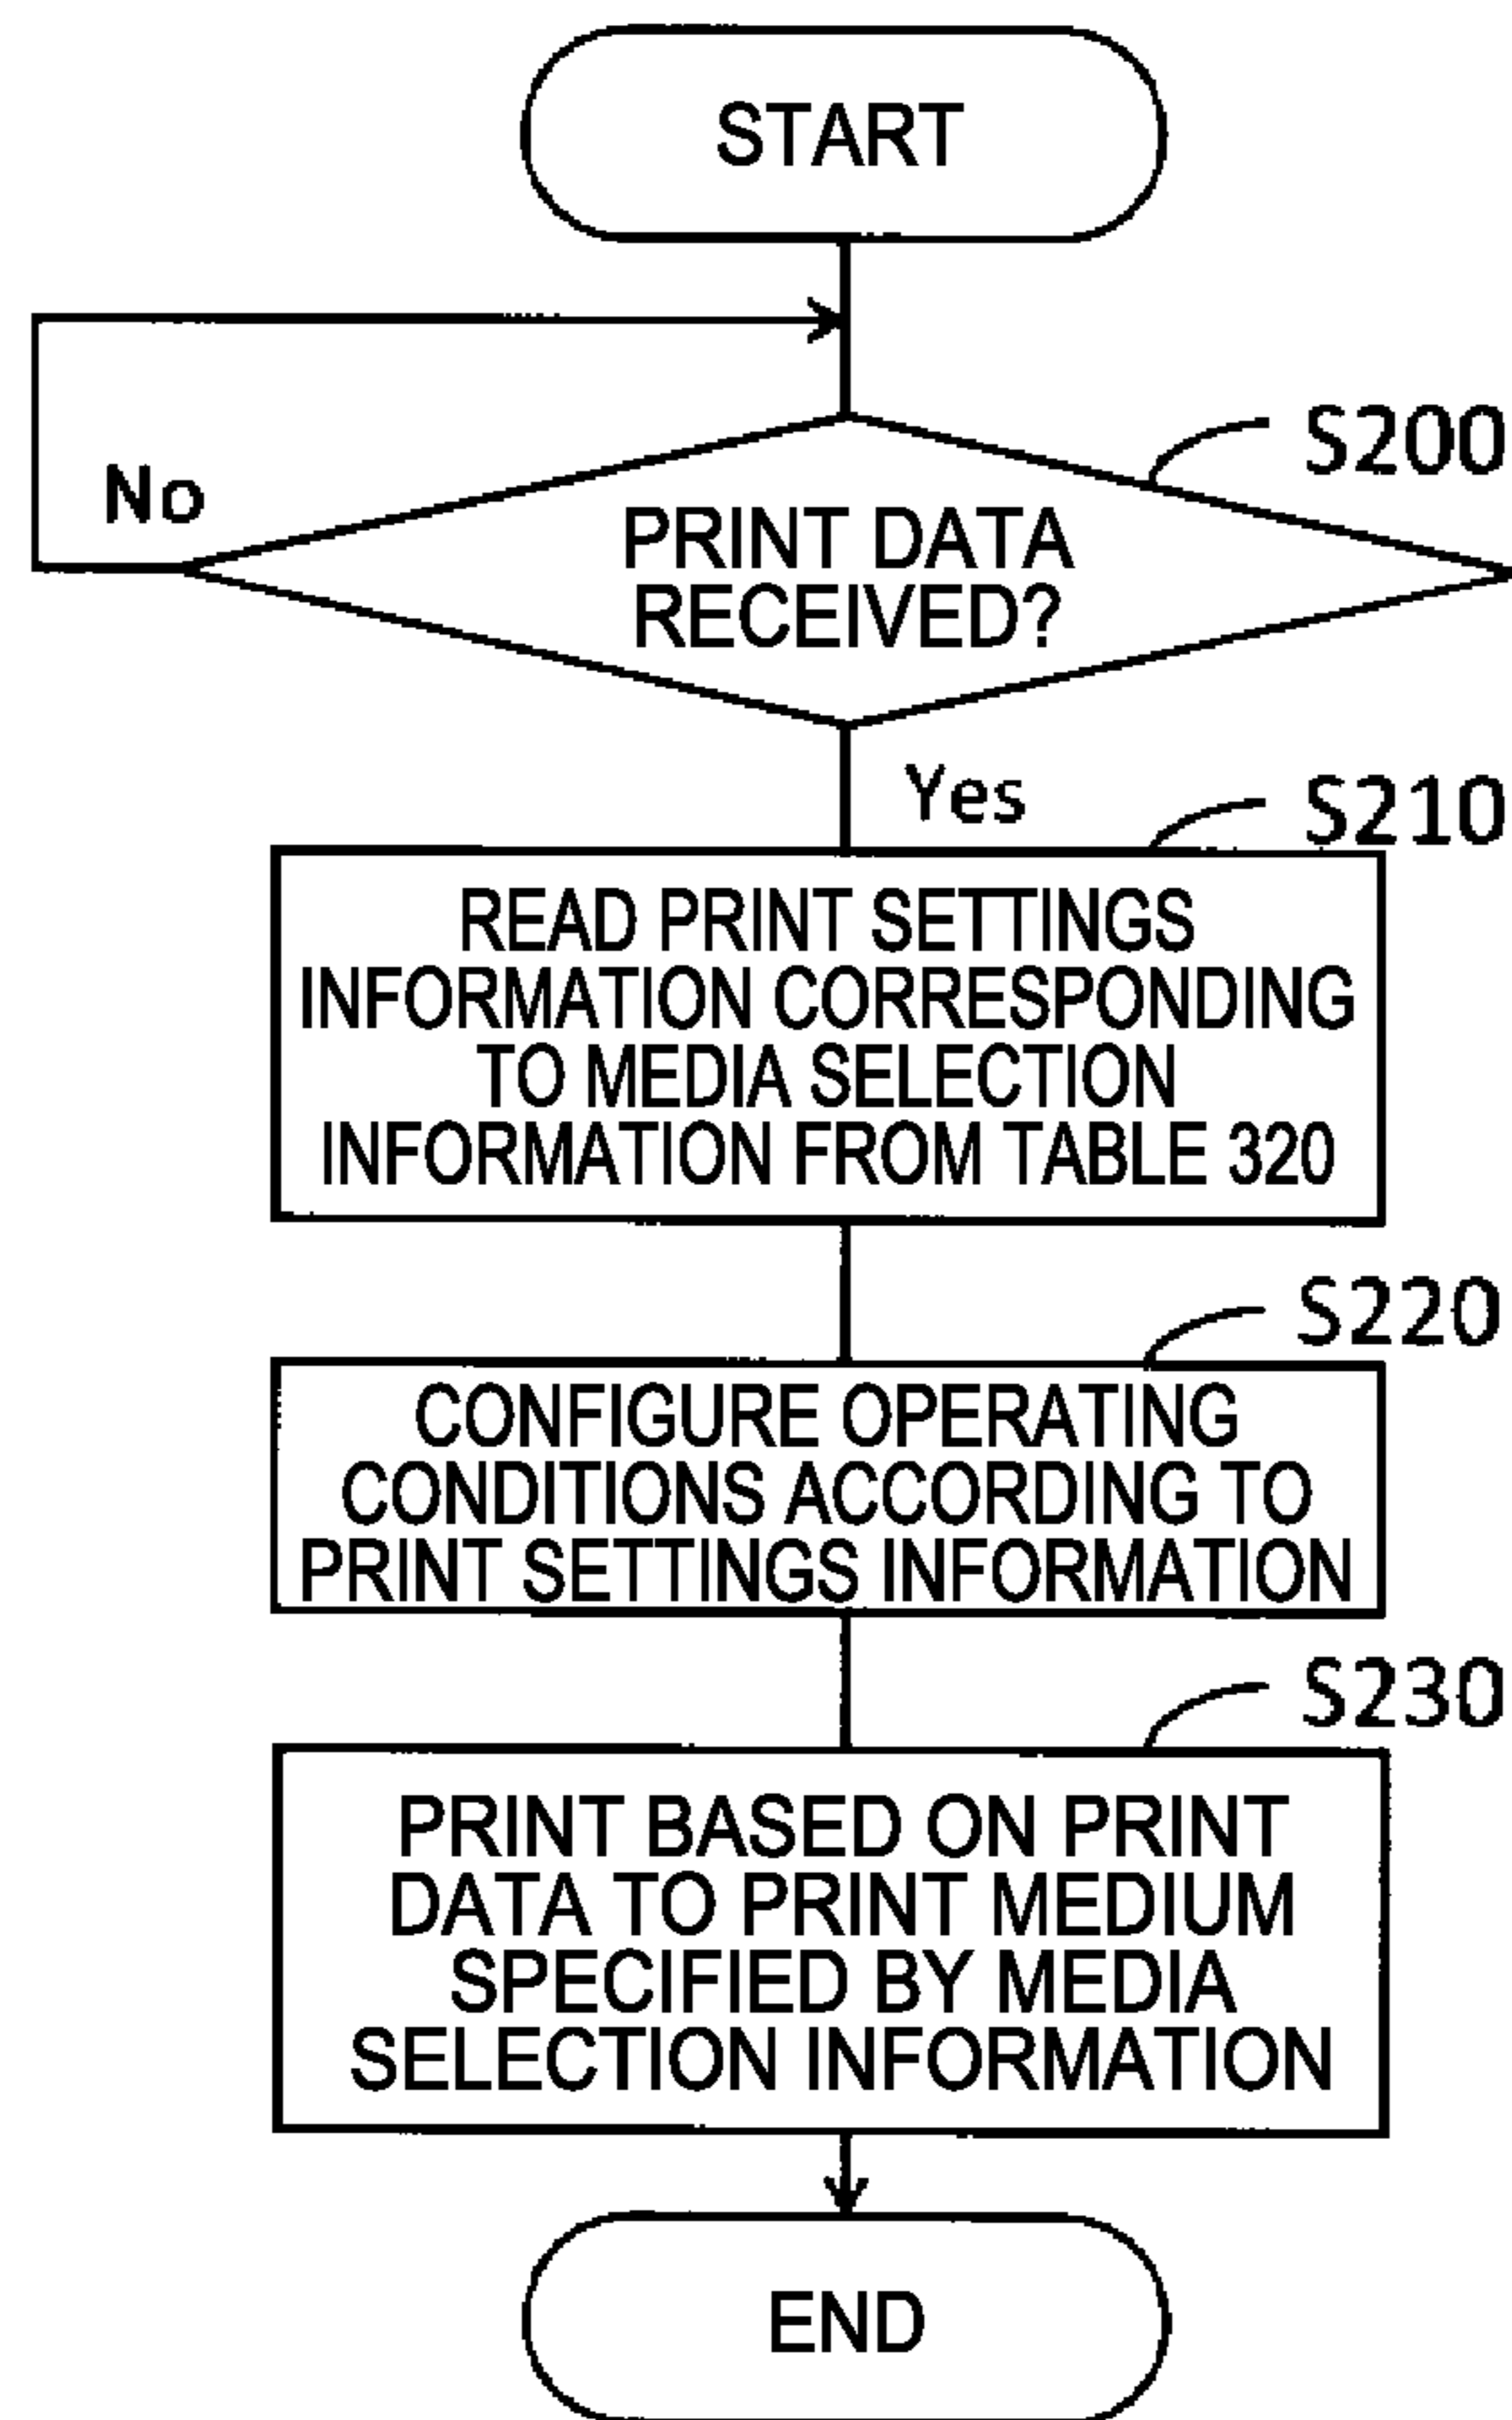 START
S200
No
PRINT DATA
RECEIVED?
Yes
S210
READ PRINT SETTINGS
INFORMATION CORRESPONDING
TO MEDIA SELECTION
INFORMATION FROM TABLE 320
S220
CONFIGURE OPERATING
CONDITIONS ACCORDING TO
PRINT SETTINGS INFORMATION
S230
PRINT BASED ON PRINT
DATA TO PRINT MEDIUM
SPECIFIED BY MEDIA
SELECTION INFORMATION
END